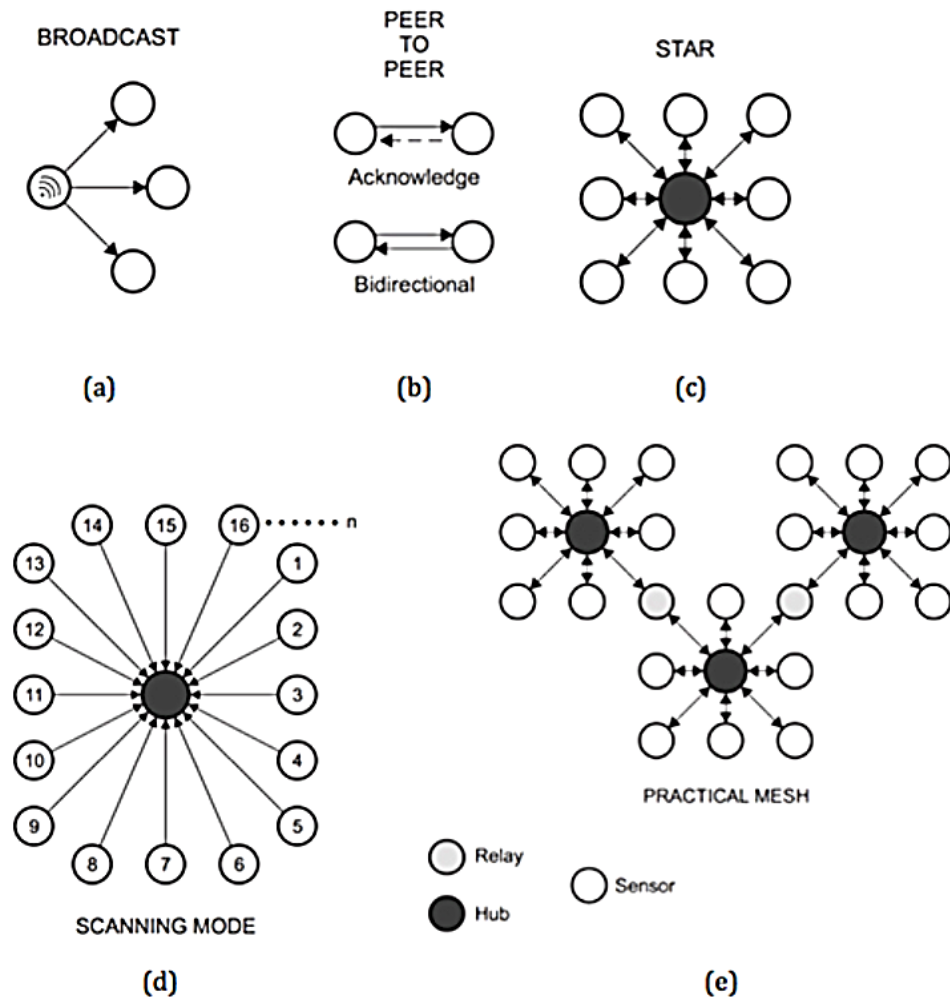 BROADCAST
PEER
TO
PEER
STAR
Acknowledge
Bidirectional
(a)
(b)
(c)
14
15
16
n
13
1
12
2
11
3
10
4
9
5
8
7
6
SCANNING MODE
PRACTICAL MESH
Relay
Sensor
Hub
(d)
(e)